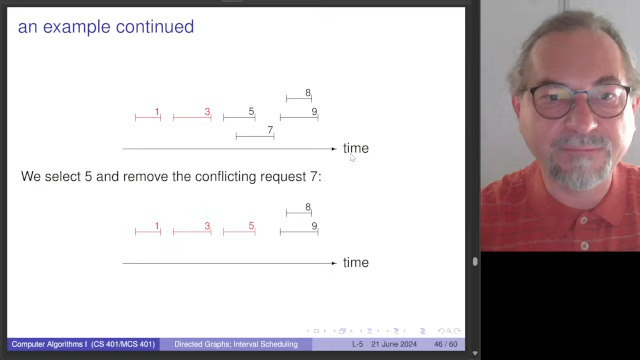 an example continued
8
1 3 5 9
7
time
We select 5 and remove the conflicting request 7:
8
1 3 5 9
time
Computer Algorithms I (CS 401/MCS 401) Directed Graphs; Interval Scheduling L-5 21 June 2024 46 / 60